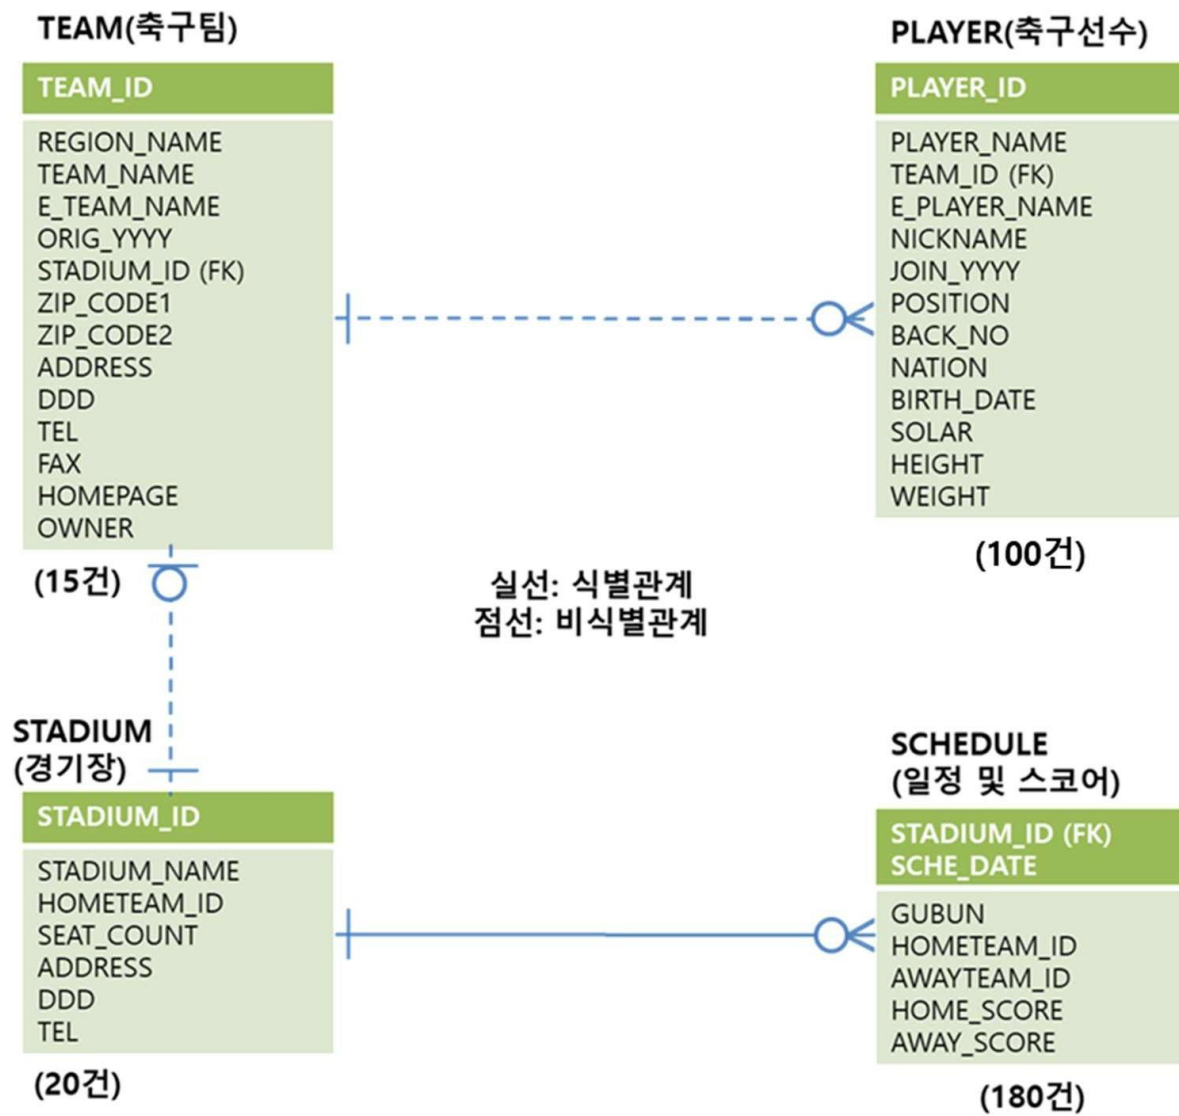 TEAM(축구팀)
TEAM_ID
REGION_NAME
TEAM_NAME
E_TEAM_NAME
ORIG_YYYY
STADIUM_ID (FK)
ZIP_CODE1
ZIP_CODE2
ADDRESS
DDD
TEL
FAX
HOMEPAGE
OWNER
(15건)
PLAYER(축구선수)
PLAYER_ID
PLAYER_NAME
TEAM_ID (FK)
E_PLAYER_NAME
NICKNAME
JOIN_YYYY
POSITION
BACK_NO
NATION
BIRTH_DATE
SOLAR
HEIGHT
WEIGHT
(100건)
실선: 식별관계
점선: 비식별관계
STADIUM
(경기장)
STADIUM_ID
STADIUM_NAME
HOMETEAM_ID
SEAT_COUNT
ADDRESS
DDD
TEL
(20건)
SCHEDULE
(일정 및 스코어)
STADIUM_ID (FK)
SCHE_DATE
GUBUN
HOMETEAM_ID
AWAYTEAM_ID
HOME_SCORE
AWAY_SCORE
(180건)